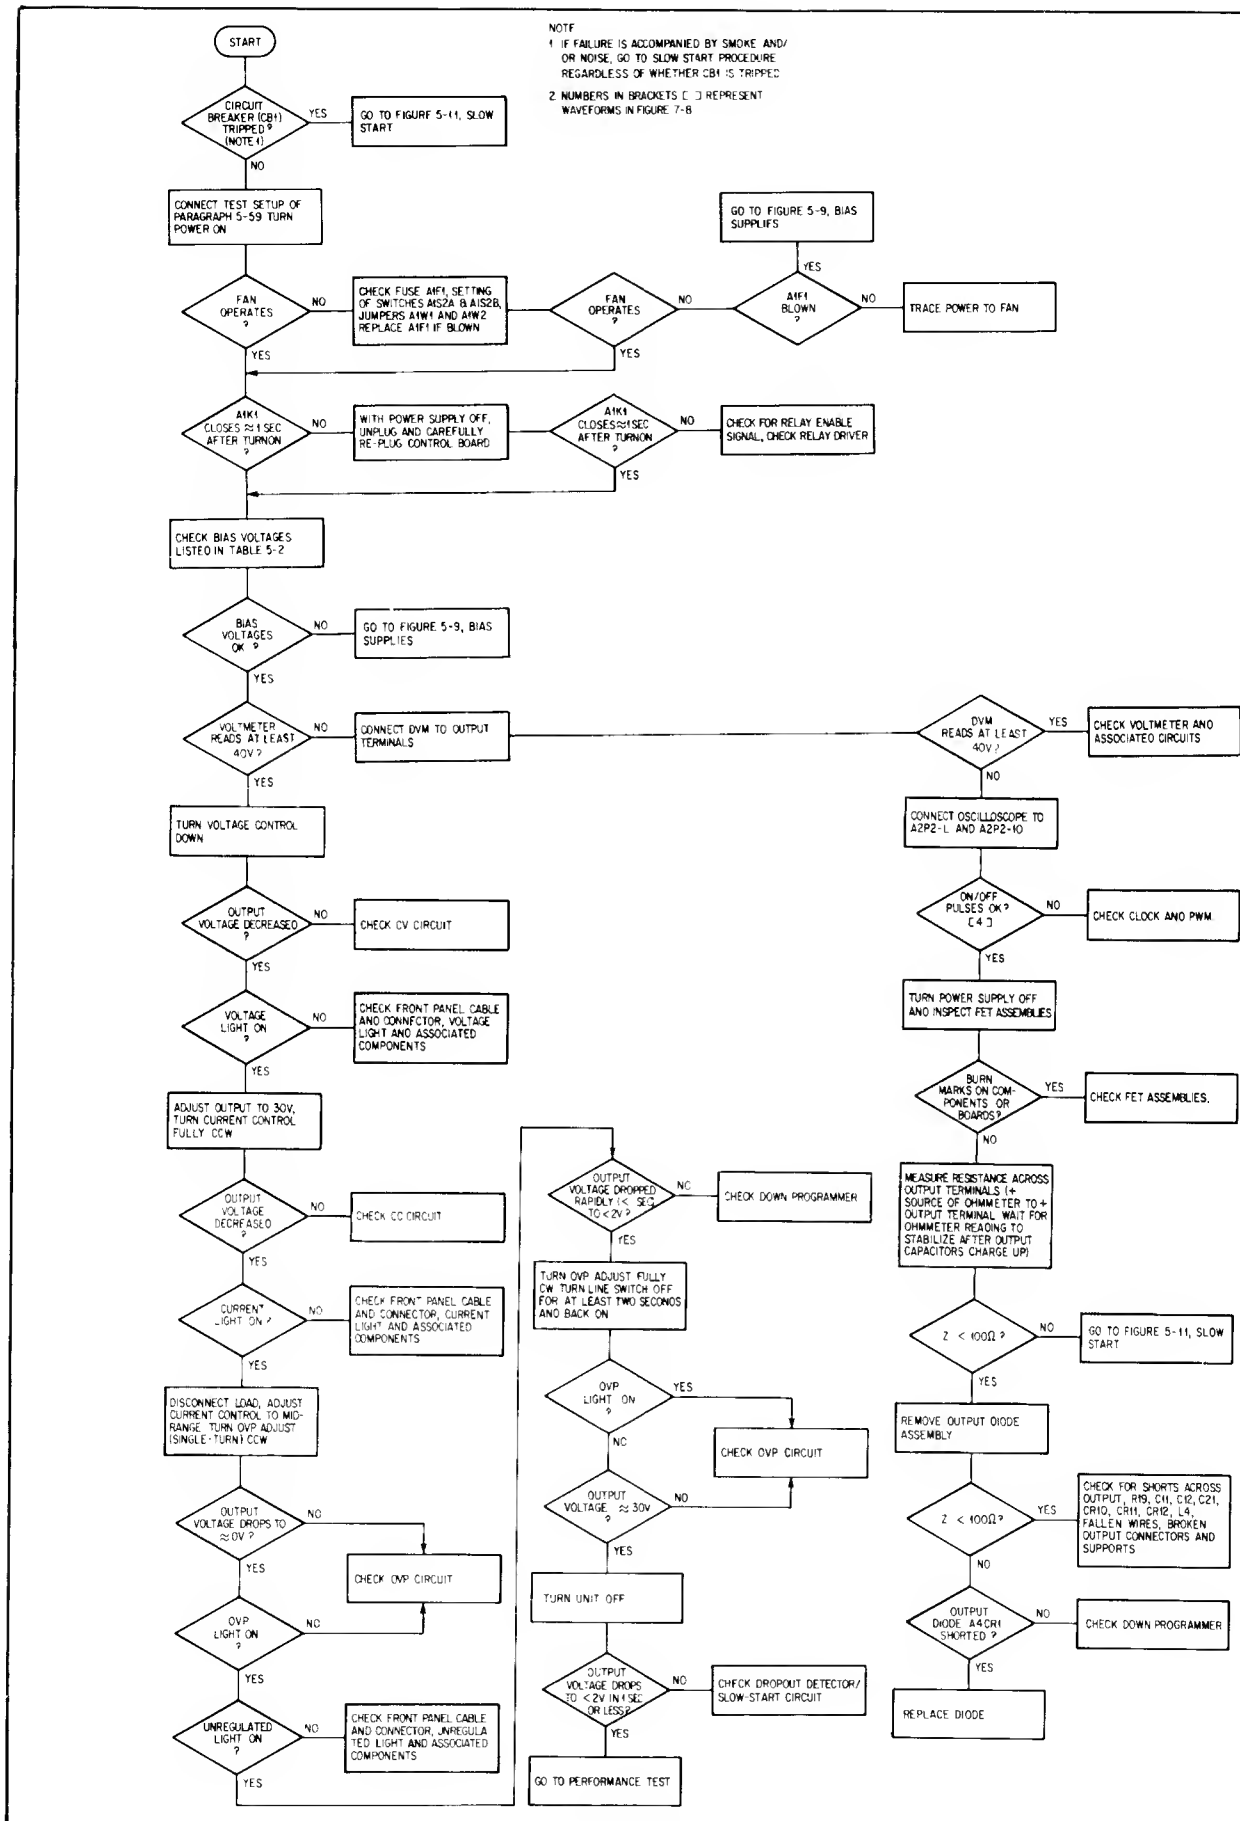 NOTE
1 IF FAILURE IS ACCOMPANIED BY SMOKE AND/
OR NOISE, GO TO SLOW START PROCEDURE
REGARDLESS OF WHETHER CB1 IS TRIPPED
2 NUMBERS IN BRACKETS [ ] REPRESENT
WAVEFORMS IN FIGURE 7-8
START
CIRCUIT
BREAKER (CB1)
TRIPPED?
(NOTE 1)
YES
GO TO FIGURE 5-11, SLOW
START
NO
CONNECT TEST SETUP OF
PARAGRAPH 5-59 TURN
POWER ON
FAN
OPERATES
?
NO
CHECK FUSE A1F1, SETTING
OF SWITCHES A1S2A & A1S2B,
JUMPERS A1W1 AND A1W2
REPLACE A1F1 IF BLOWN
FAN
OPERATES
?
NO
A1F1
BLOWN
?
YES
GO TO FIGURE 5-9, BIAS
SUPPLIES
NO
TRACE POWER TO FAN
YES
YES
A1K1
CLOSES ≈1 SEC
AFTER TURNON
?
NO
WITH POWER SUPPLY OFF,
UNPLUG AND CAREFULLY
RE-PLUG CONTROL BOARD
A1K1
CLOSES≈1 SEC
AFTER TURNON
?
NO
CHECK FOR RELAY ENABLE
SIGNAL, CHECK RELAY DRIVER
YES
YES
CHECK BIAS VOLTAGES
LISTED IN TABLE 5-2
BIAS
VOLTAGES
OK ?
NO
GO TO FIGURE 5-9, BIAS
SUPPLIES
YES
VOLTMETER
READS AT LEAST
40V?
NO
CONNECT DVM TO OUTPUT
TERMINALS
YES
TURN VOLTAGE CONTROL
DOWN
OUTPUT
VOLTAGE DECREASED
?
NO
CHECK CV CIRCUIT
YES
VOLTAGE
LIGHT ON
?
NO
CHECK FRONT PANEL CABLE
AND CONNECTOR, VOLTAGE
LIGHT AND ASSOCIATED
COMPONENTS
YES
ADJUST OUTPUT TO 30V,
TURN CURRENT CONTROL
FULLY CCW
OUTPUT
VOLTAGE
DECREASED
?
NO
CHECK CC CIRCUIT
YES
CURRENT
LIGHT ON ?
NO
CHECK FRONT PANEL CABLE
AND CONNECTOR, CURRENT
LIGHT AND ASSOCIATED
COMPONENTS
YES
DISCONNECT LOAD, ADJUST
CURRENT CONTROL TO MID-
RANGE TURN OVP ADJUST
(SINGLE-TURN) CCW
OUTPUT
VOLTAGE DROPS TO
≈0V?
NO
YES
CHECK OVP CIRCUIT
OVP
LIGHT ON
?
NO
YES
UNREGULATED
LIGHT ON
?
NO
CHECK FRONT PANEL CABLE
AND CONNECTOR, UNREGULA
TED LIGHT AND ASSOCIATED
COMPONENTS
YES
OUTPUT
VOLTAGE DROPPED
RAPIDLY (< SEC
TO <2V?
NO
CHECK DOWN PROGRAMMER
YES
TURN OVP ADJUST FULLY
CW TURN LINE SWITCH OFF
FOR AT LEAST TWO SECONDS
AND BACK ON
OVP
LIGHT ON
?
YES
NO
CHECK OVP CIRCUIT
OUTPUT
VOLTAGE ≈30V
?
NO
YES
TURN UNIT OFF
OUTPUT
VOLTAGE DROPS
TO <2V IN 1 SEC
OR LESS?
NO
CHECK DROPOUT DETECTOR/
SLOW-START CIRCUIT
YES
GO TO PERFORMANCE TEST
DVM
READS AT LEAST
40V?
YES
CHECK VOLTMETER AND
ASSOCIATED CIRCUITS
NO
CONNECT OSCILLOSCOPE TO
A2P2-L AND A2P2-10
ON/OFF
PULSES OK?
[4]
NO
CHECK CLOCK AND PWM.
YES
TURN POWER SUPPLY OFF
AND INSPECT FET ASSEMBLIES
BURN
MARKS ON COM-
PONENTS OR
BOARDS?
YES
CHECK FET ASSEMBLIES.
NO
MEASURE RESISTANCE ACROSS
OUTPUT TERMINALS (+
SOURCE OF OHMMETER TO +
OUTPUT TERMINAL WAIT FOR
OHMMETER READING TO
STABILIZE AFTER OUTPUT
CAPACITORS CHARGE UP)
Z < 100Ω?
NO
GO TO FIGURE 5-11, SLOW
START
YES
REMOVE OUTPUT DIODE
ASSEMBLY
Z < 100Ω?
YES
CHECK FOR SHORTS ACROSS
OUTPUT, R19, C11, C12, C21,
CR10, CR11, CR12, L4,
FALLEN WIRES, BROKEN
OUTPUT CONNECTORS AND
SUPPORTS
NO
OUTPUT
DIODE A4CR1
SHORTED ?
NO
CHECK DOWN PROGRAMMER
YES
REPLACE DIODE